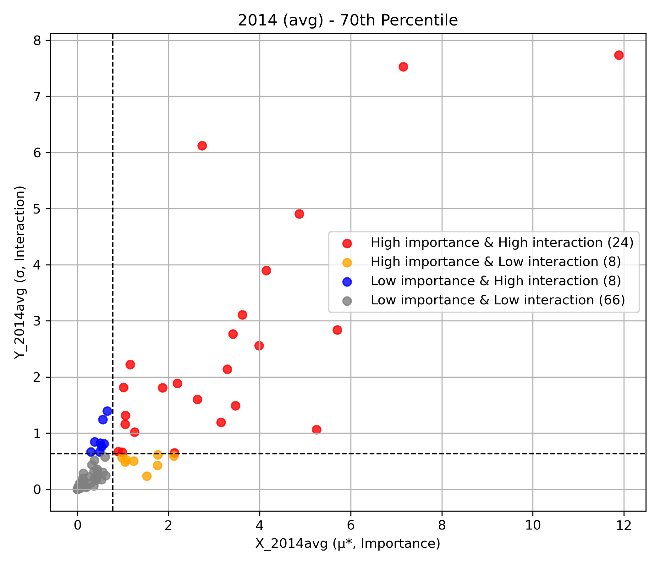 2014 (avg) - 70th Percentile
8
7
6
5
4
3
2
1
0
Y_2014avg (σ, Interaction)
High importance & High interaction (24)
High importance & Low interaction (8)
Low importance & High interaction (8)
Low importance & Low interaction (66)
0 2 4 6 8 10 12
X_2014avg (μ*, Importance)